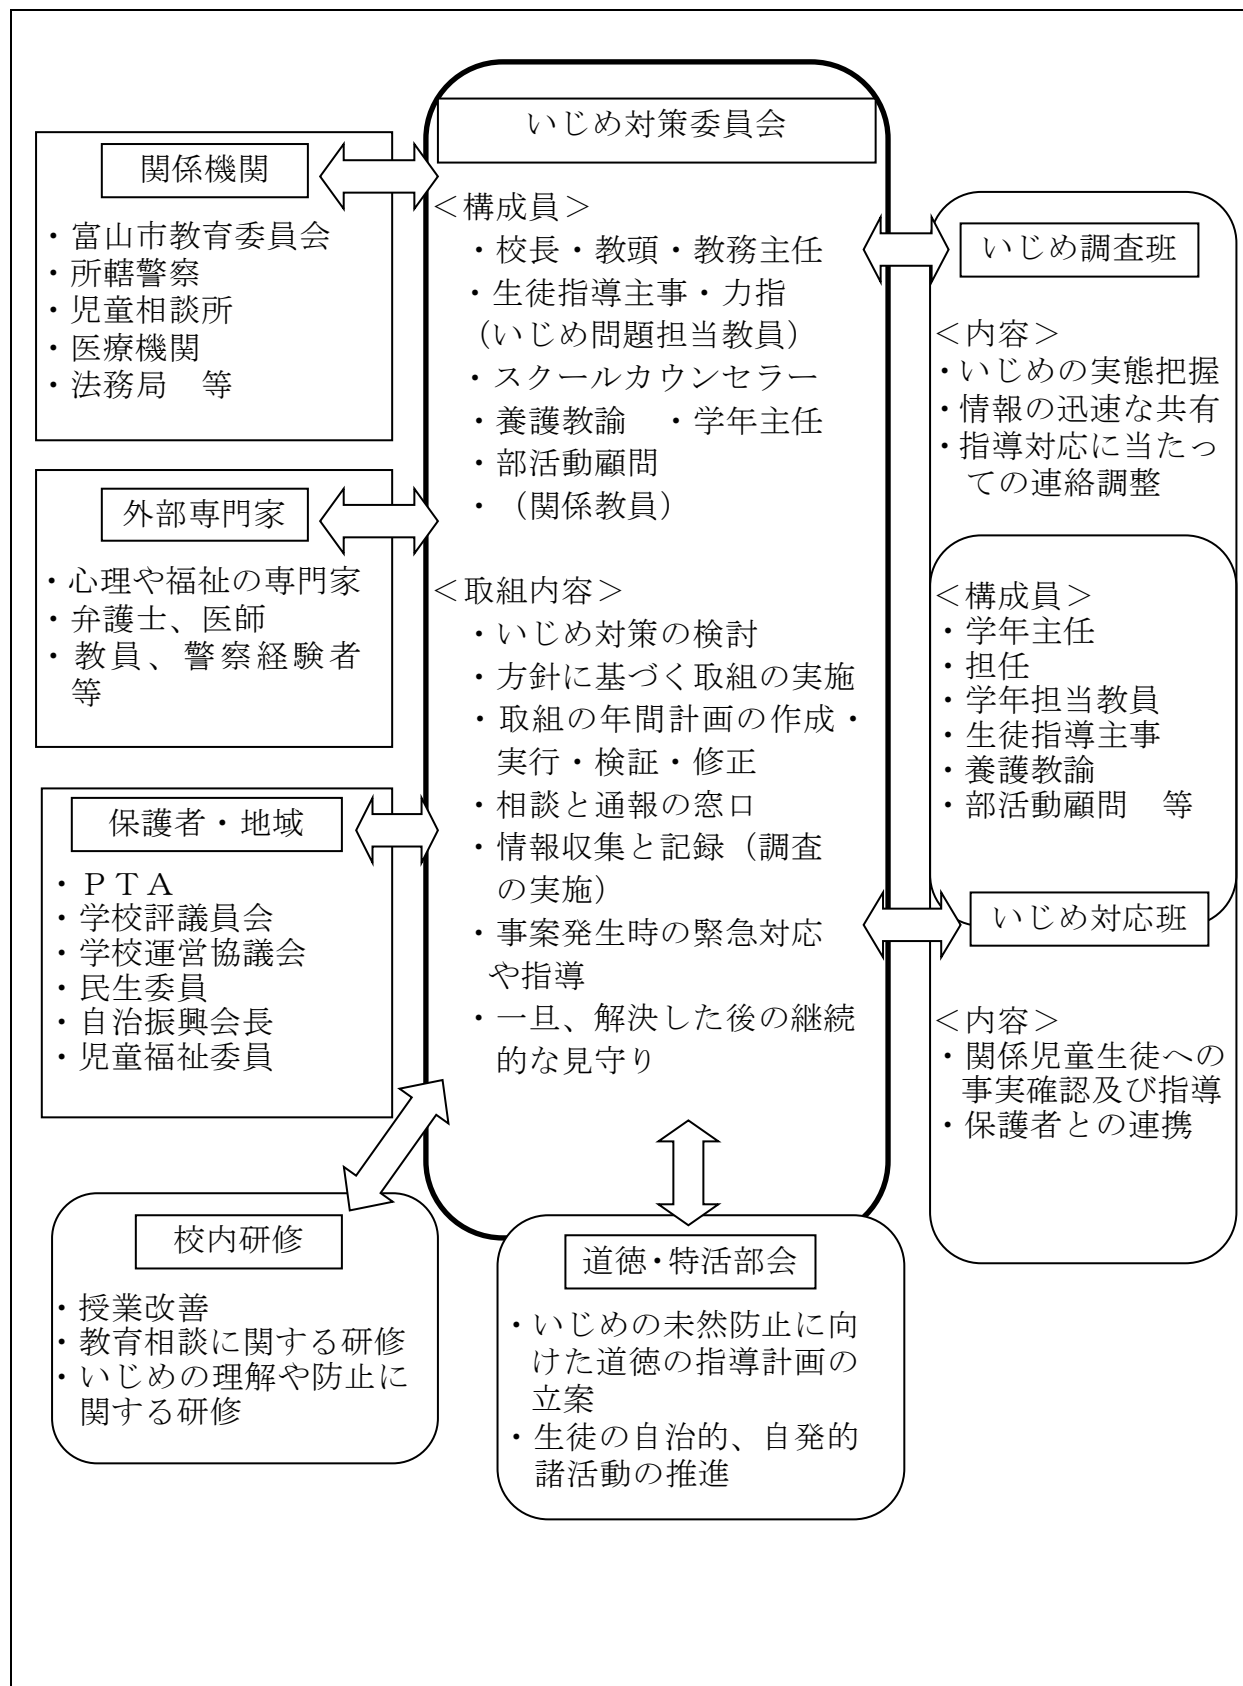 いじめ対策委員会
<構成員>
・校長・教頭・教務主任
・生徒指導主事・力指
(いじめ問題担当教員)
・スクールカウンセラー
・養護教諭　・学年主任
・部活動顧問
・（関係教員）
<取組内容>
・いじめ対策の検討
・方針に基づく取組の実施
・取組の年間計画の作成・
実行・検証・修正
・相談と通報の窓口
・情報収集と記録（調査
の実施）
・事案発生時の緊急対応
や指導
・一旦、解決した後の継続
的な見守り
関係機関
・富山市教育委員会
・所轄警察
・児童相談所
・医療機関
・法務局　等
外部専門家
・心理や福祉の専門家
・弁護士、医師
・教員、警察経験者
等
保護者・地域
・ＰＴＡ
・学校評議員会
・学校運営協議会
・民生委員
・自治振興会長
・児童福祉委員
校内研修
・授業改善
・教育相談に関する研修
・いじめの理解や防止に
関する研修
道徳・特活部会
・いじめの未然防止に向
けた道徳の指導計画の
立案
・生徒の自治的、自発的
諸活動の推進
いじめ調査班
<内容>
・いじめの実態把握
・情報の迅速な共有
・指導対応に当たっ
ての連絡調整
<構成員>
・学年主任
・担任
・学年担当教員
・生徒指導主事
・養護教諭
・部活動顧問　等
いじめ対応班
<内容>
・関係児童生徒への
事実確認及び指導
・保護者との連携